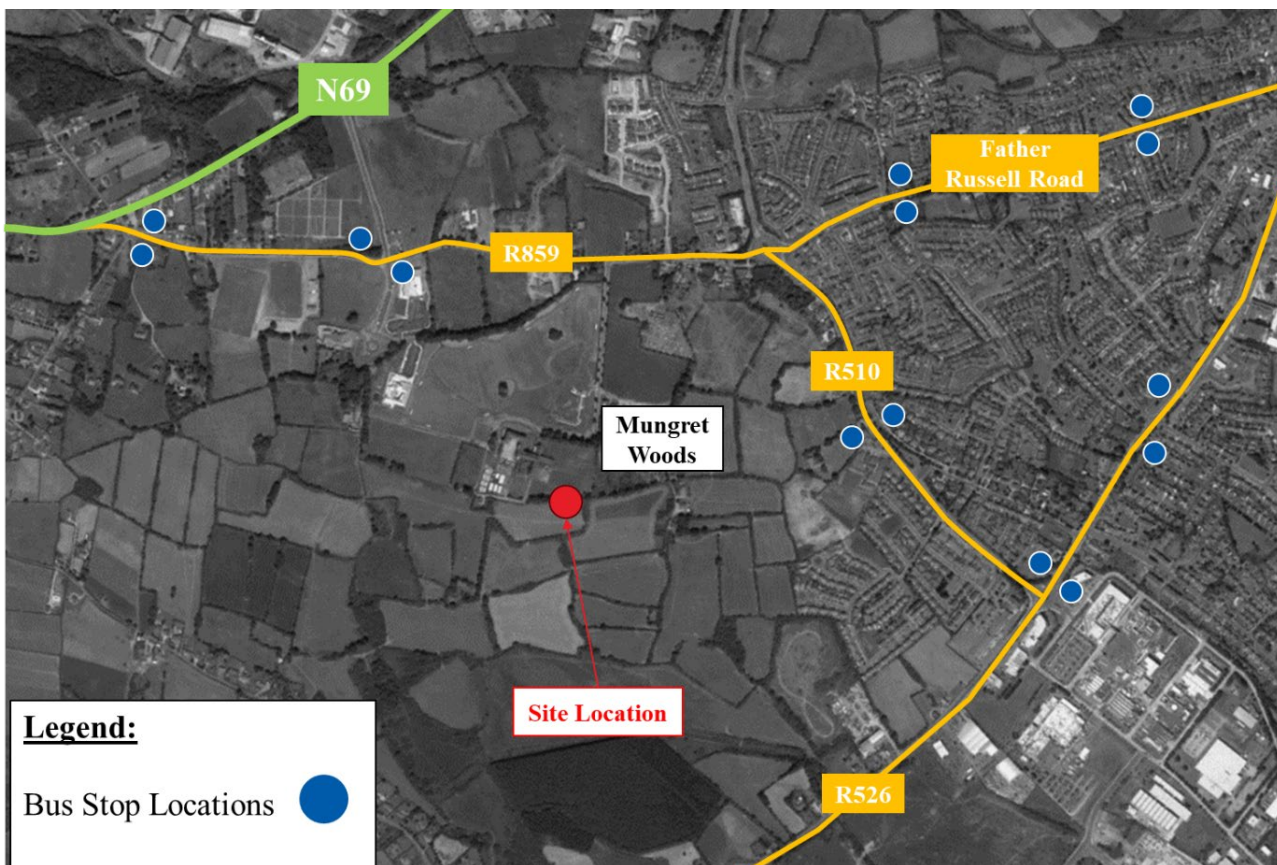 N69
Father
Russell Road
R859
R510
Mungret
Woods
Site Location
R526
Legend:
Bus Stop Locations